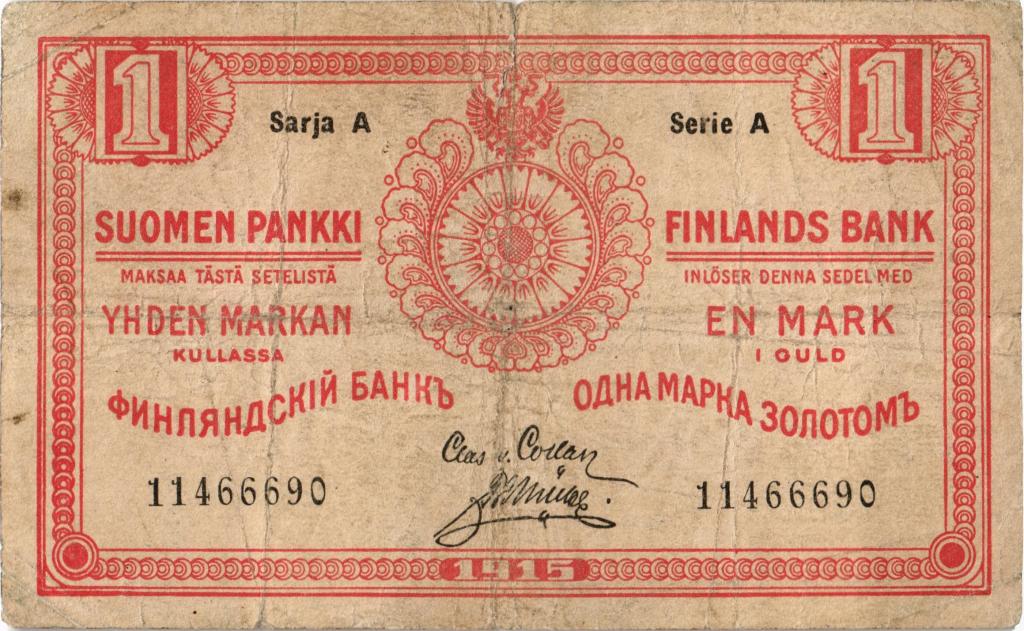 1 1
Sarja A Serie A
SUOMEN PANKKI FINLANDS BANK
MAKSAA TÄSTÄ SETELISTÄ INLÖSER DENNA SEDEL MED
YHDEN MARKAN EN MARK
KULLASSA I GULD
ФИНЛЯНДСКІЙ БАНКЪ ОДНА МАРКА ЗОЛОТОМЪ
Clas v. Collan
11466690 11466690
1915